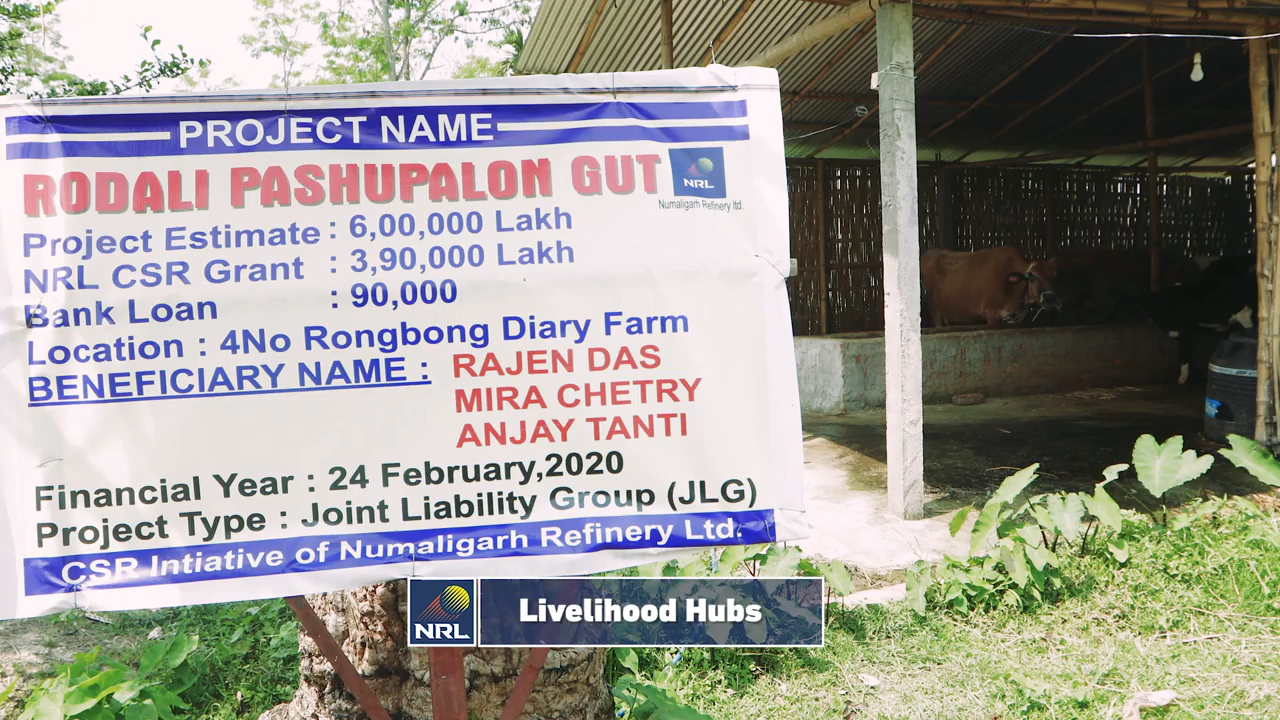 PROJECT NAME
RODALI PASHUPALON GUT
NRL
Numaligarh Refinery ltd.
Project Estimate : 6,00,000 Lakh
NRL CSR Grant : 3,90,000 Lakh
Bank Loan : 90,000
Location : 4No Rongbong Diary Farm
BENEFICIARY NAME : RAJEN DAS
MIRA CHETRY
ANJAY TANTI
Financial Year : 24 February,2020
Project Type : Joint Liability Group (JLG)
CSR Intiative of Numaligarh Refinery Ltd.
NRL
Livelihood Hubs